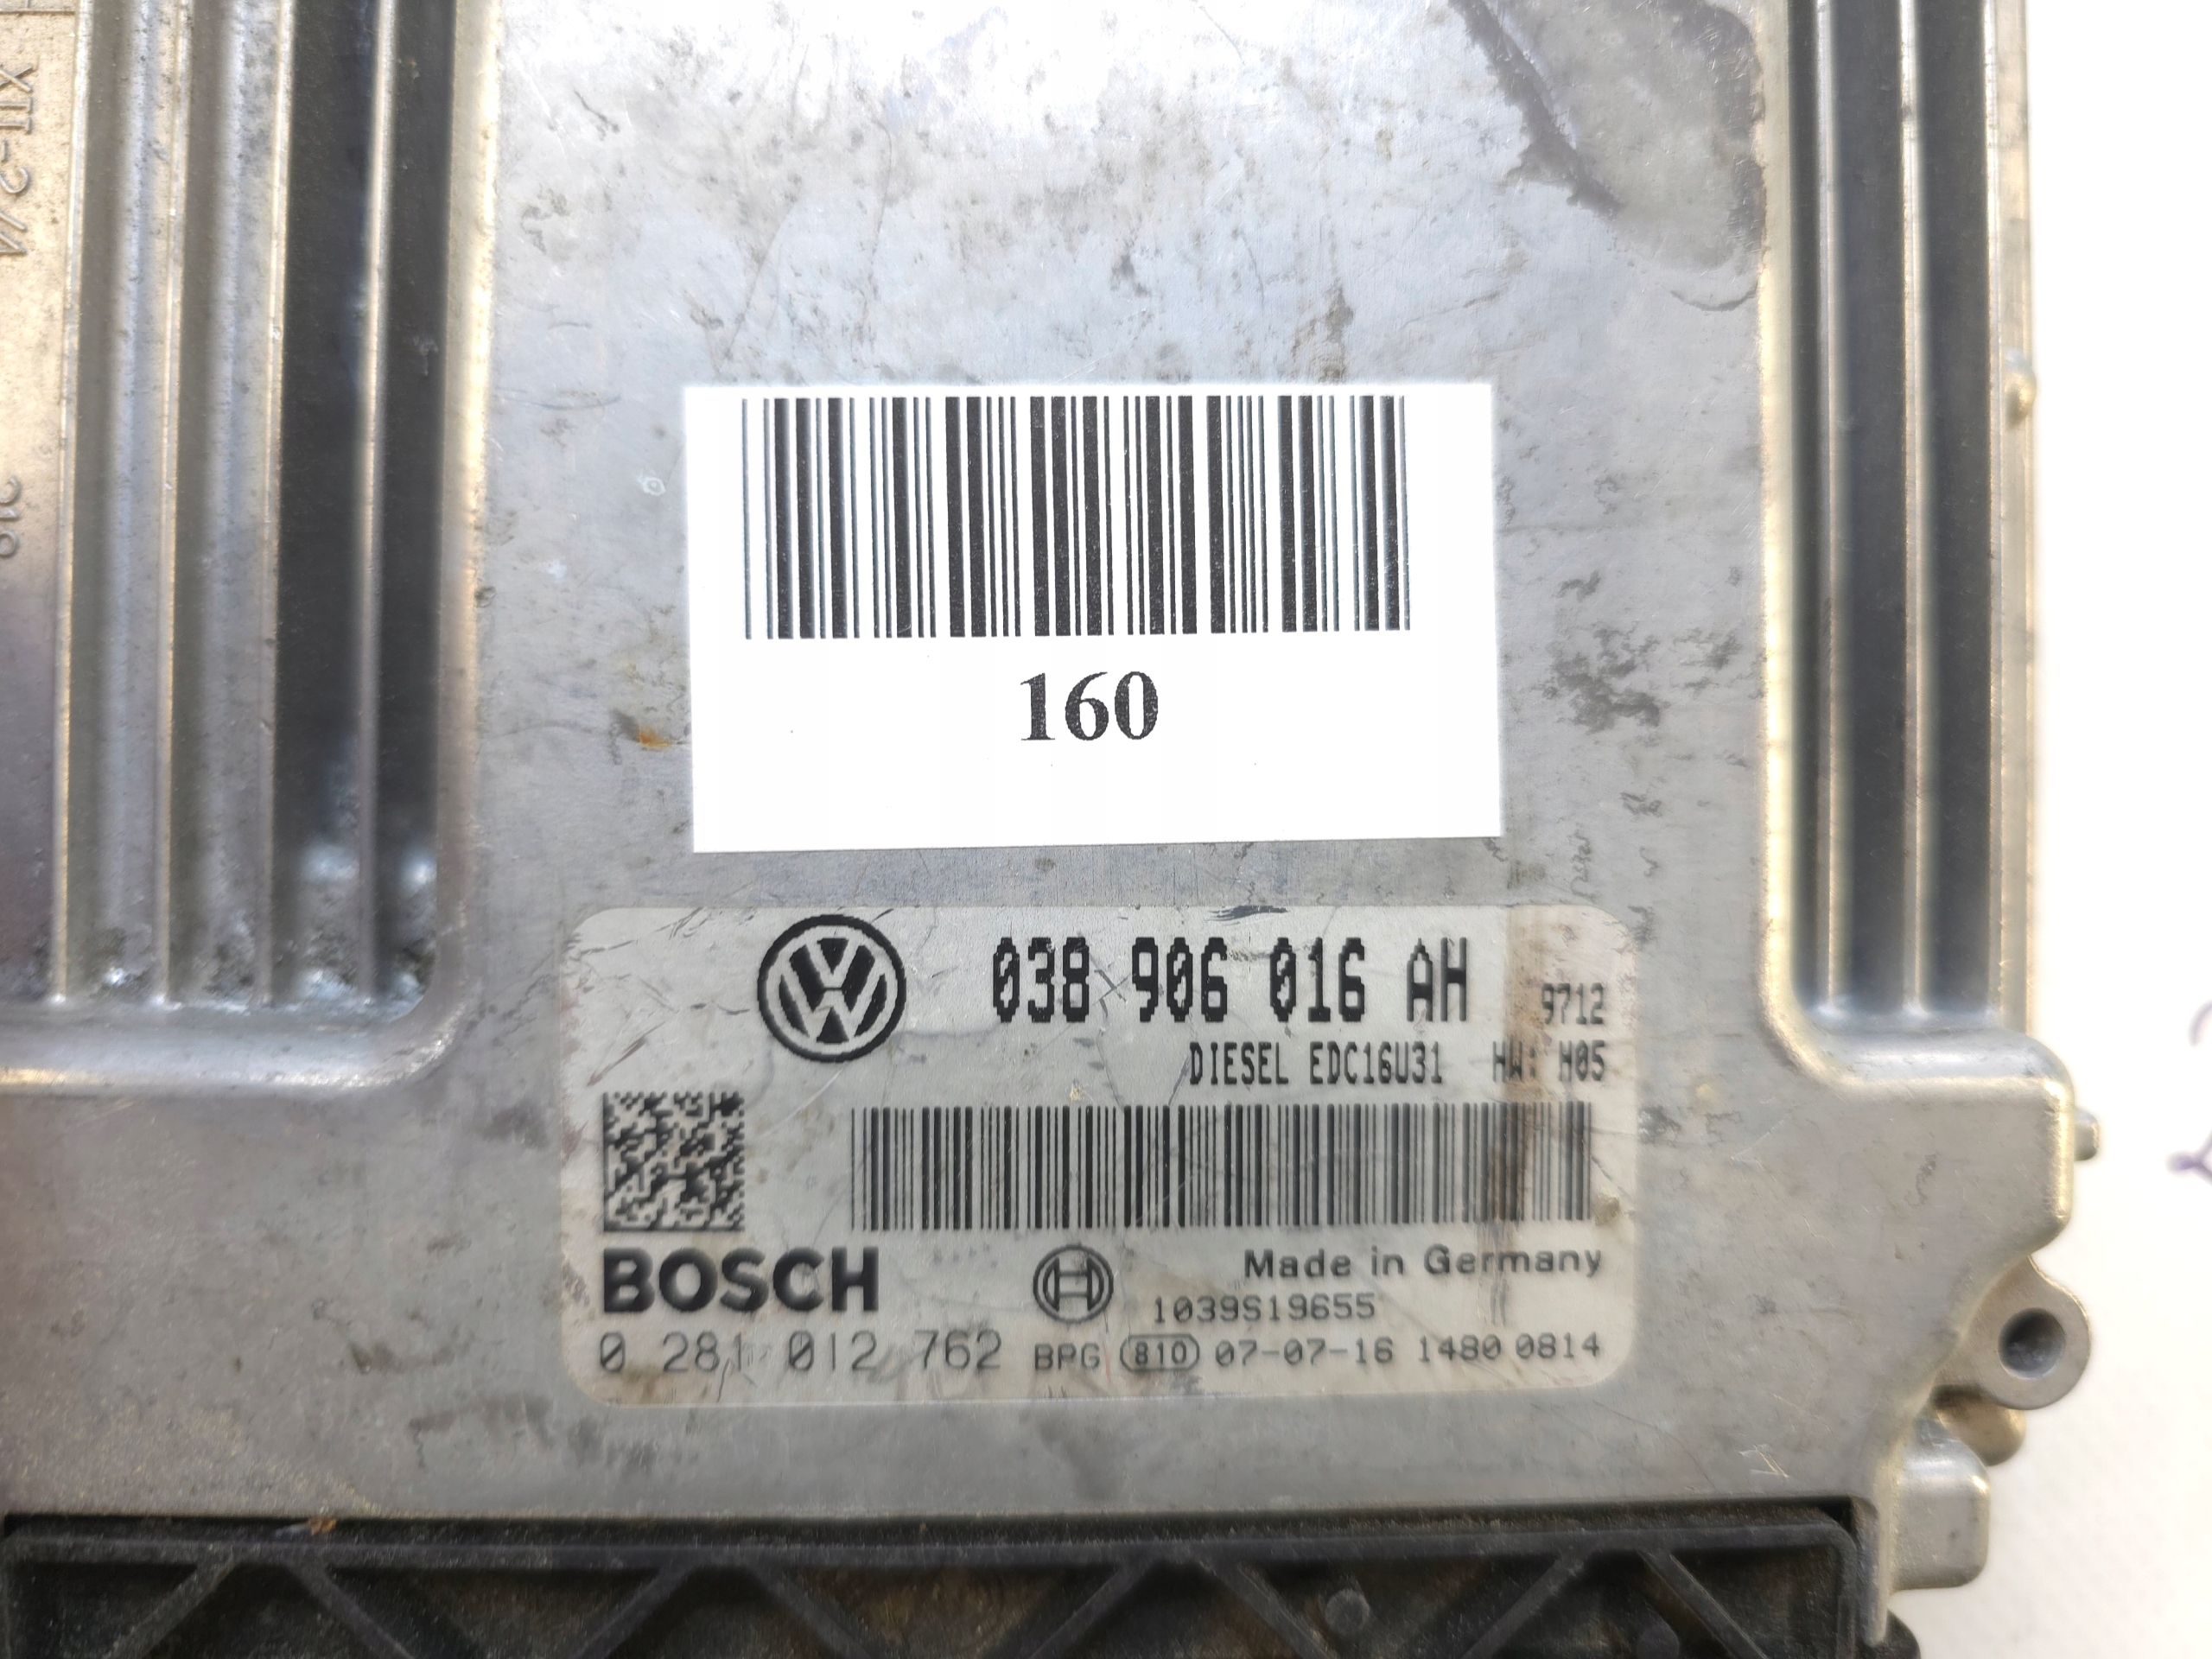 160
038 906 016 AH
9712
DIESEL EDC16U31 HW: H05
BOSCH
Made in Germany
1039S19655
0 281 012 762 BPG 810 07-07-16 1480 0814